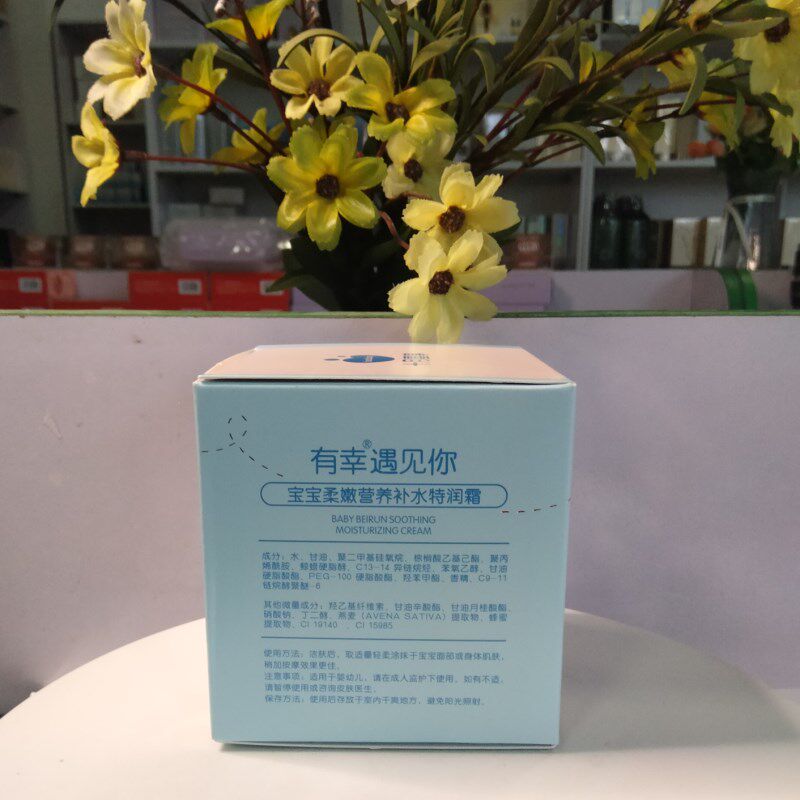 有幸®遇见你
宝宝柔嫩营养补水特润霜
BABY BEIRUN SOOTHING
MOISTURIZING CREAM
成分：水、甘油、聚二甲基硅氧烷、棕榈酸乙基己酯、聚丙
烯酰胺、鲸蜡硬脂醇、C13-14 异链烷烃、苯氧乙醇、甘油
硬脂酸酯、PEG-100 硬脂酸酯、羟苯甲酯、香精、C9-11
链烷醇聚醚-6
其他微量成分：羟乙基纤维素、甘油辛酸酯、甘油月桂酸酯
硝酸钠、丁二醇、燕麦（AVENA SATIVA）提取物、蜂蜜
提取物、CI 19140 、CI 15985
使用方法：浴肤后，取适量轻柔涂抹于宝宝面部或身体肌肤，
稍加按摩效果更佳。
注意事项：适用于婴幼儿，请在成人监护下使用。如有不适，
请暂停使用或咨询皮肤医生。
保存方法：使用后存放于室内干爽地方，避免阳光照射。